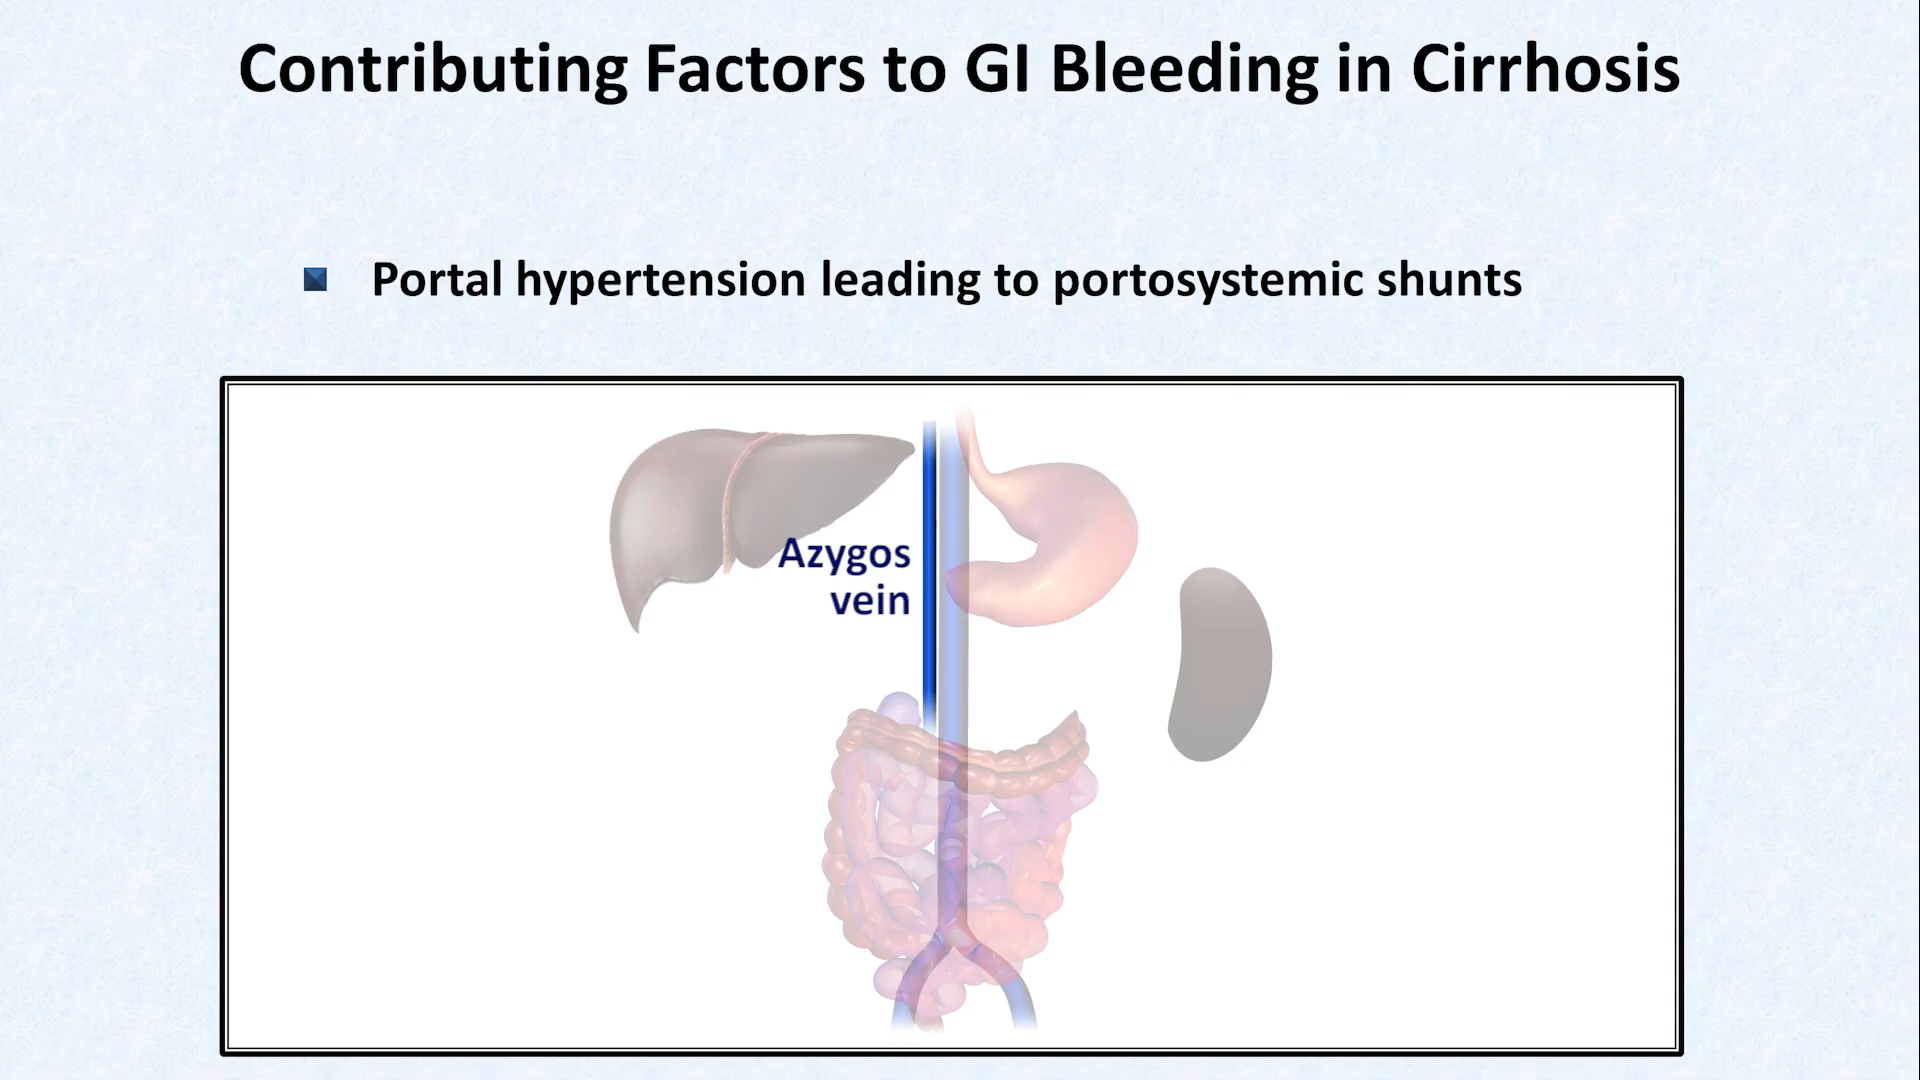 Contributing Factors to GI Bleeding in Cirrhosis
Portal hypertension leading to portosystemic shunts
Azygos
vein